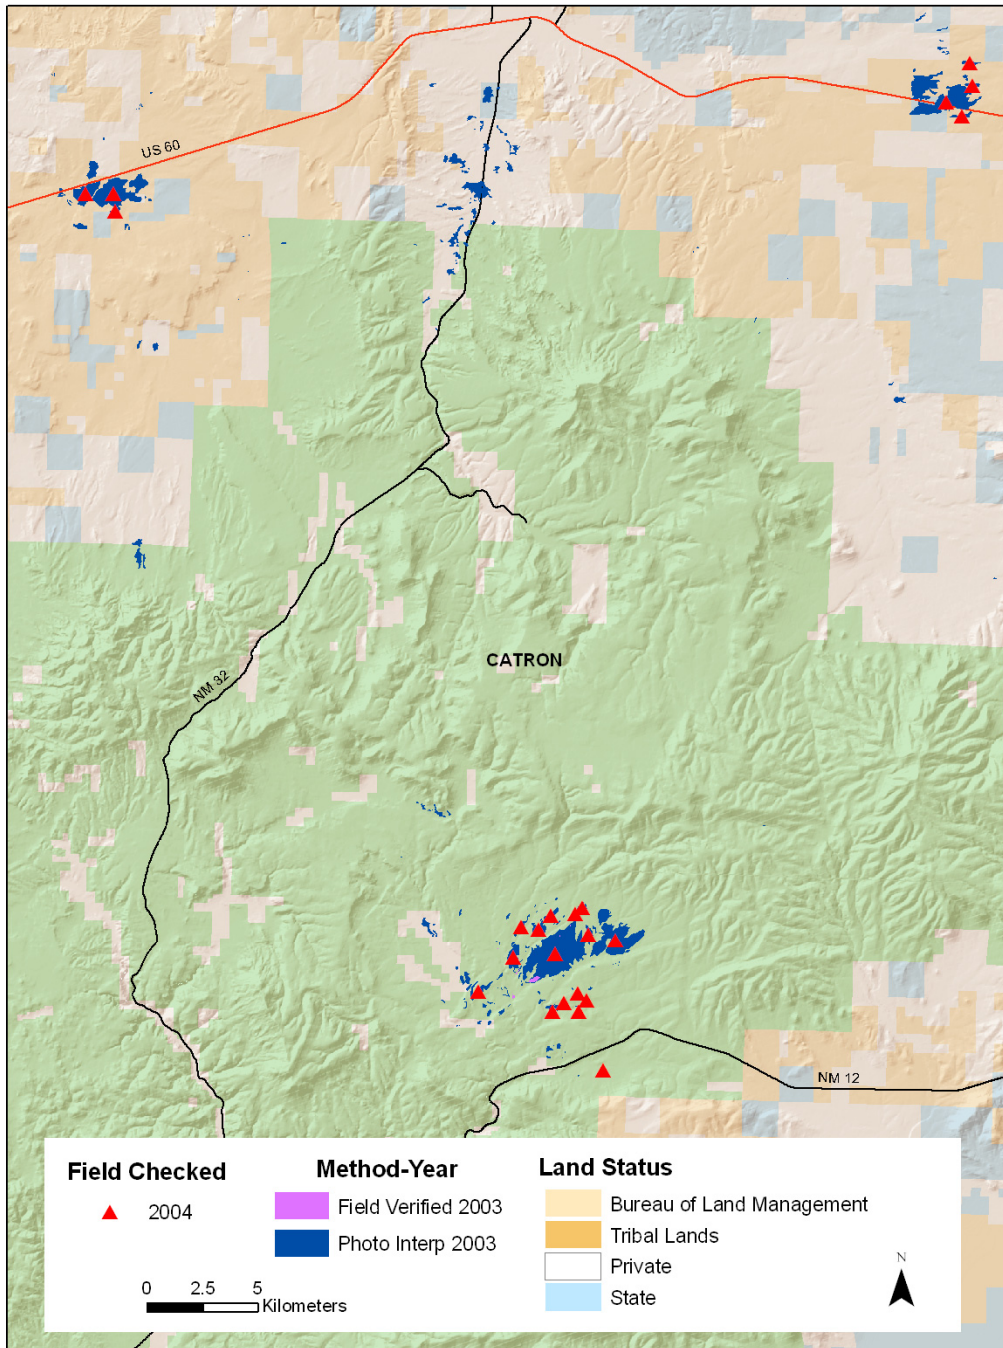 US 60
CATRON
NM 32
NM 12
Field Checked
2004
Method-Year
Field Verified 2003
Photo Interp 2003
Land Status
Bureau of Land Management
Tribal Lands
Private
State
0 2.5 5
Kilometers
N